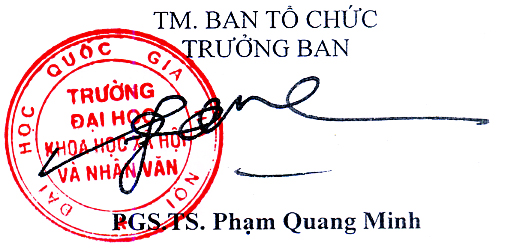 TM. BAN TỔ CHỨC
TRƯỞNG BAN
ĐẠI HỌC QUỐC GIA
NỘI
TRƯỜNG
ĐẠI HỌC
KHOA HỌC XÃ HỘI
VÀ NHÂN VĂN
PGS.TS. Phạm Quang Minh